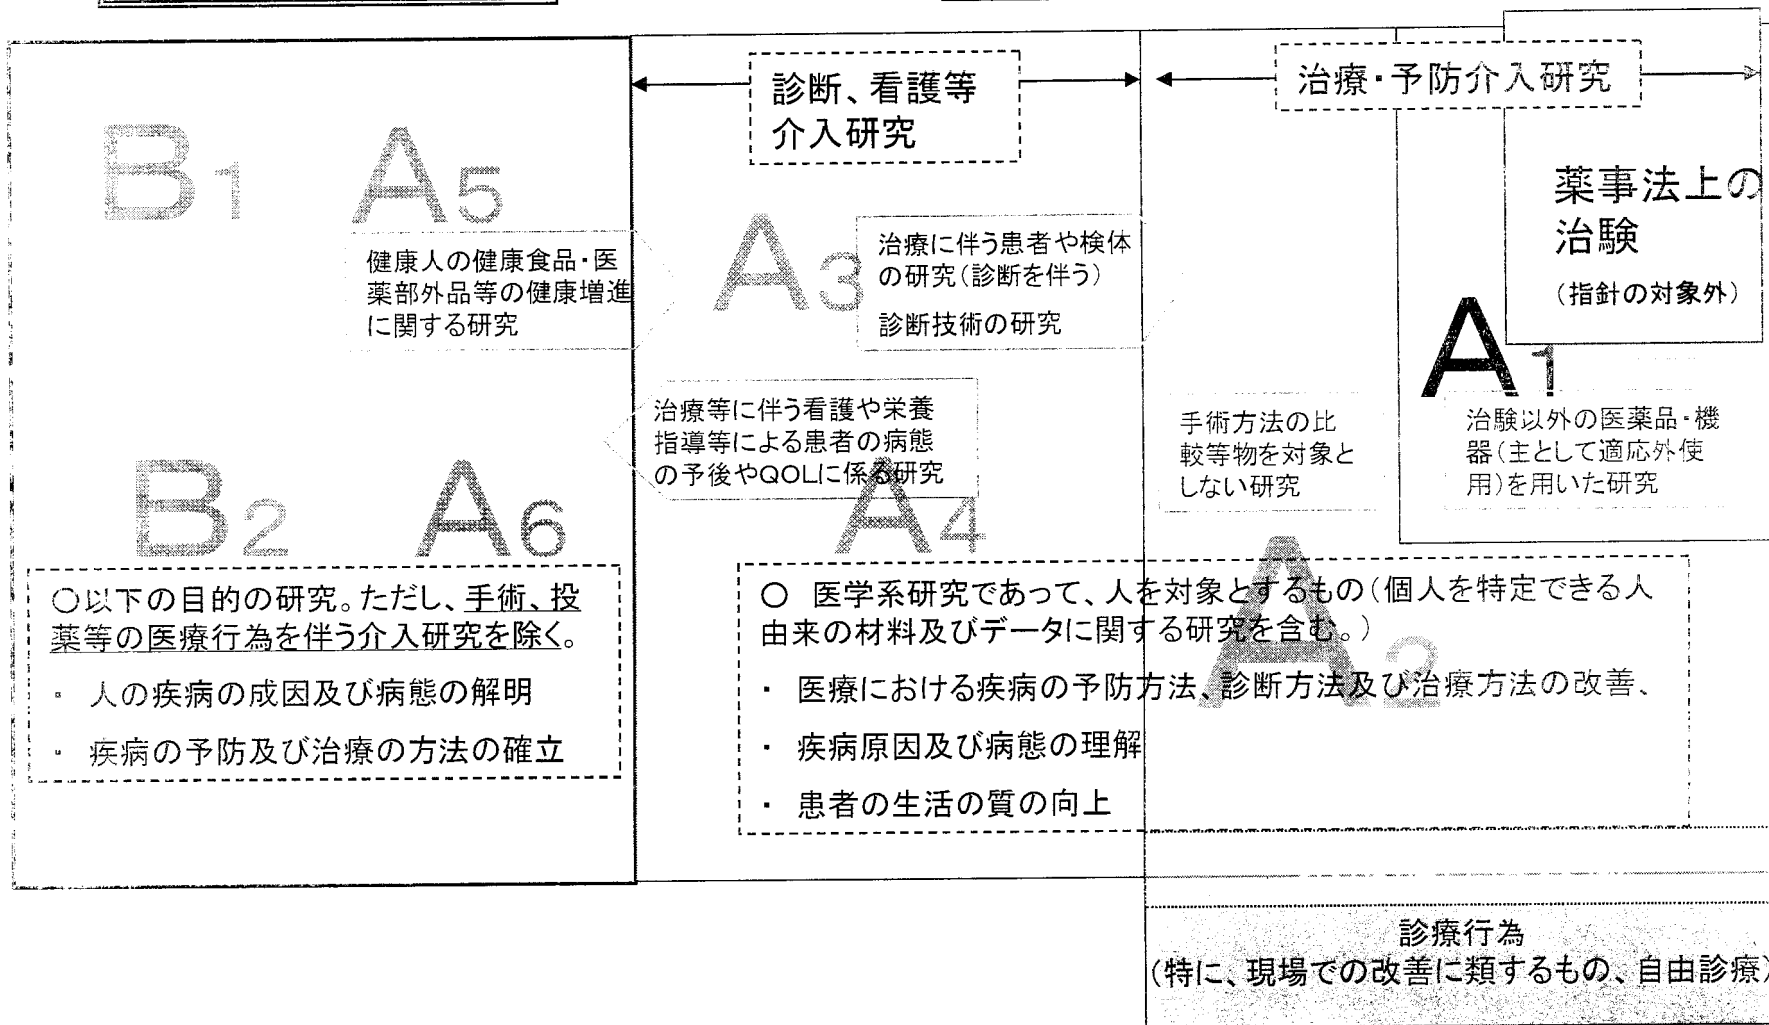 診断、看護等
介入研究
治療・予防介入研究
B1
A5
薬事法上の
治験
(指針の対象外)
健康人の健康食品・医
薬部外品等の健康増進
に関する研究
A3
治療に伴う患者や検体
の研究(診断を伴う)
診断技術の研究
A1
治療等に伴う看護や栄養
指導等による患者の病態
の予後やQOLに係る研究
手術方法の比
較等物を対象と
しない研究
治験以外の医薬品・機
器(主として適応外使
用)を用いた研究
B2
A6
A4
〇以下の目的の研究。ただし、手術、投
薬等の医療行為を伴う介入研究を除く。
・ 人の疾病の成因及び病態の解明
・ 疾病の予防及び治療の方法の確立
〇 医学系研究であって、人を対象とするもの(個人を特定できる人
由来の材料及びデータに関する研究を含む。)
・ 医療における疾病の予防方法、診断方法及び治療方法の改善、
・ 疾病原因及び病態の理解
・ 患者の生活の質の向上
A2
診療行為
(特に、現場での改善に類するもの、自由診療)